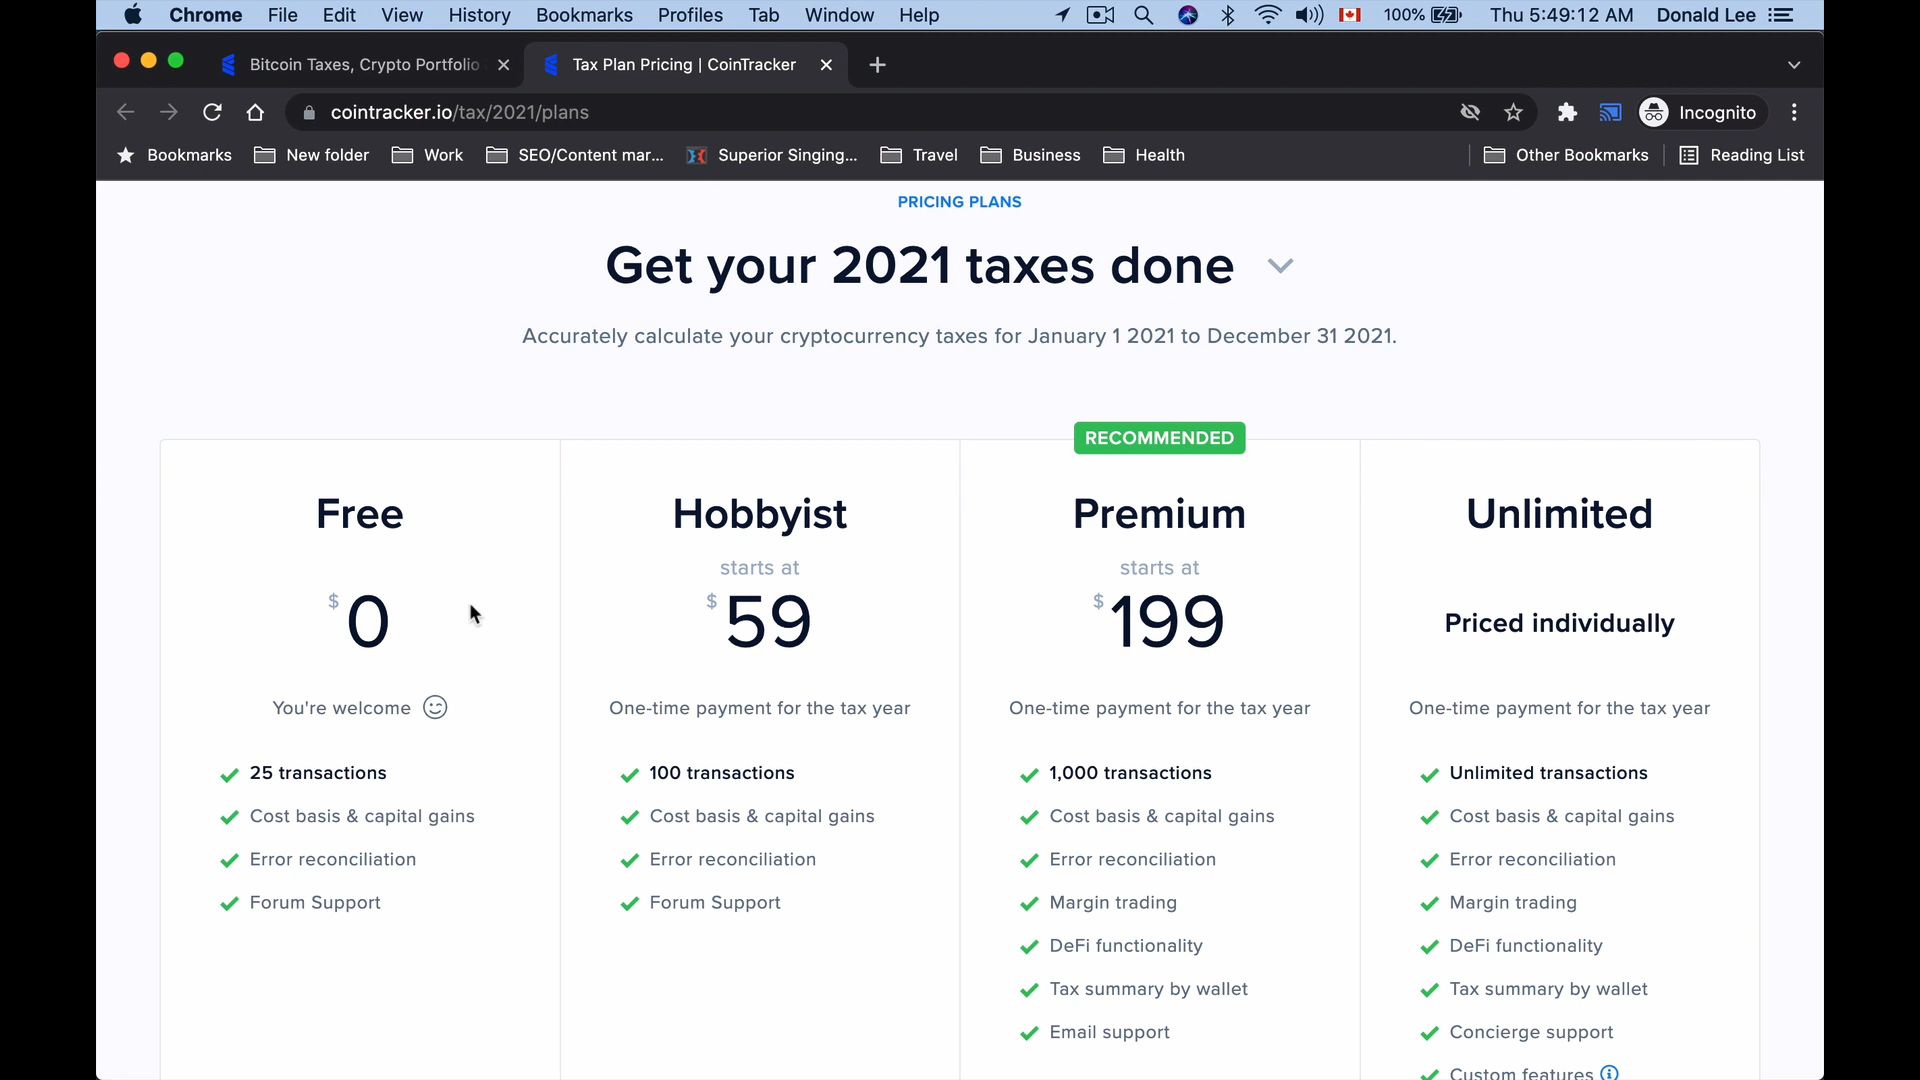 Chrome File Edit View History Bookmarks Profiles Tab Window Help 100% Thu 5:49:12 AM Donald Lee
Bitcoin Taxes, Crypto Portfolio Tax Plan Pricing | CoinTracker
cointracker.io/tax/2021/plans Incognito
Bookmarks New folder Work SEO/Content mar... Superior Singing... Travel Business Health Other Bookmarks Reading List
PRICING PLANS
Get your 2021 taxes done
Accurately calculate your cryptocurrency taxes for January 1 2021 to December 31 2021.
Free
$0
You're welcome
25 transactions
Cost basis & capital gains
Error reconciliation
Forum Support
Hobbyist
starts at
$59
One-time payment for the tax year
100 transactions
Cost basis & capital gains
Error reconciliation
Forum Support
RECOMMENDED
Premium
starts at
$199
One-time payment for the tax year
1,000 transactions
Cost basis & capital gains
Error reconciliation
Margin trading
DeFi functionality
Tax summary by wallet
Email support
Unlimited
Priced individually
One-time payment for the tax year
Unlimited transactions
Cost basis & capital gains
Error reconciliation
Margin trading
DeFi functionality
Tax summary by wallet
Concierge support
Custom features